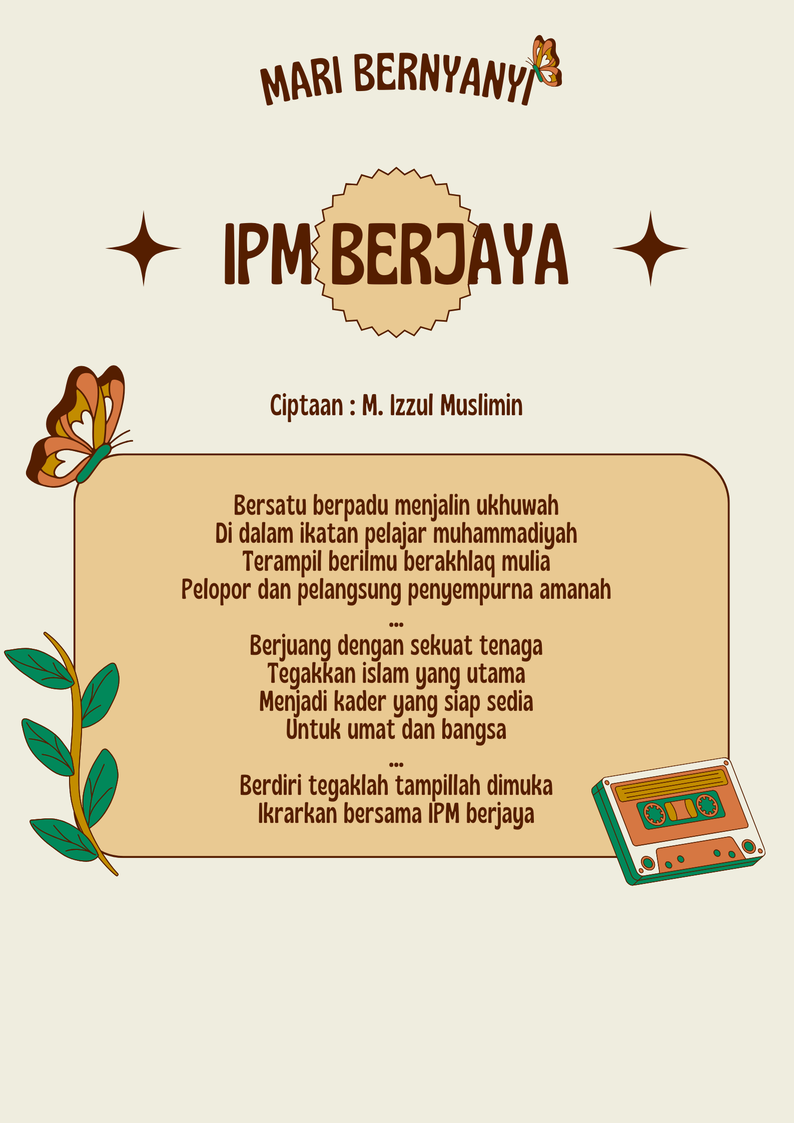 MARI BERNYANYI
IPM BERJAYA
Ciptaan : M. Izzul Muslimin
Bersatu berpadu menjalin ukhuwah
Di dalam ikatan pelajar muhammadiyah
Terampil berilmu berakhlaq mulia
Pelopor dan pelangsung penyempurna amanah
...
Berjuang dengan sekuat tenaga
Tegakkan islam yang utama
Menjadi kader yang siap sedia
Untuk umat dan bangsa
...
Berdiri tegaklah tampillah dimuka
Ikrarkan bersama IPM berjaya